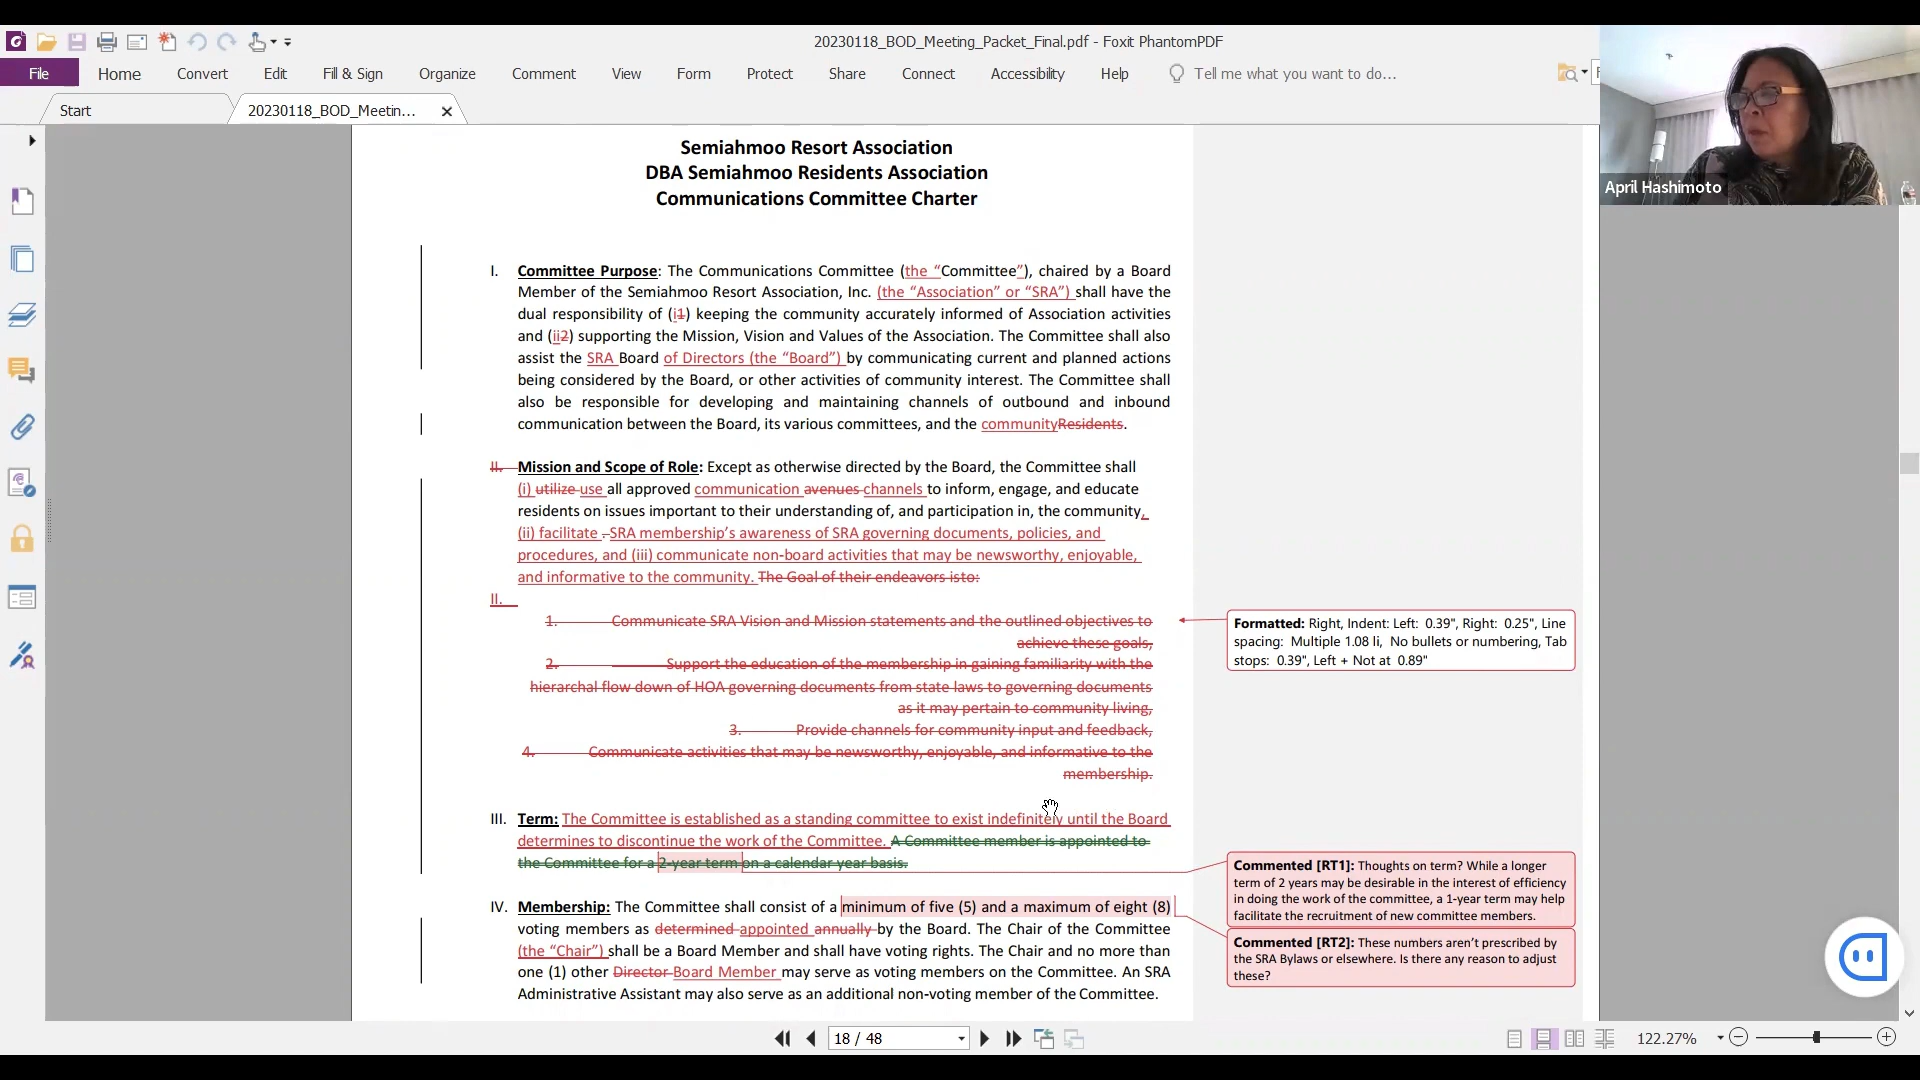 20230118_BOD_Meeting_Packet_Final.pdf - Foxit PhantomPDF
File Home Convert Edit Fill & Sign Organize Comment View Form Protect Share Connect Accessibility Help Tell me what you want to do...
Start 20230118_BOD_Meetin...
April Hashimoto
Semiahmoo Resort Association
DBA Semiahmoo Residents Association
Communications Committee Charter
I. Committee Purpose: The Communications Committee (the “Committee”), chaired by a Board
Member of the Semiahmoo Resort Association, Inc. (the “Association” or “SRA”) shall have the
dual responsibility of (i1) keeping the community accurately informed of Association activities
and (ii2) supporting the Mission, Vision and Values of the Association. The Committee shall also
assist the SRA Board of Directors (the “Board”) by communicating current and planned actions
being considered by the Board, or other activities of community interest. The Committee shall
also be responsible for developing and maintaining channels of outbound and inbound
communication between the Board, its various committees, and the communityResidents.
II. Mission and Scope of Role: Except as otherwise directed by the Board, the Committee shall
(i) utilize use all approved communication avenues channels to inform, engage, and educate
residents on issues important to their understanding of, and participation in, the community,
(ii) facilitate . SRA membership’s awareness of SRA governing documents, policies, and
procedures, and (iii) communicate non-board activities that may be newsworthy, enjoyable,
and informative to the community. The Goal of their endeavors isto:
II.
1. Communicate SRA Vision and Mission statements and the outlined objectives to
achieve these goals,
2. Support the education of the membership in gaining familiarity with the
hierarchal flow down of HOA governing documents from state laws to governing documents
as it may pertain to community living,
3. Provide channels for community input and feedback,
4. Communicate activities that may be newsworthy, enjoyable, and informative to the
membership.
Formatted: Right, Indent: Left: 0.39", Right: 0.25", Line
spacing: Multiple 1.08 li, No bullets or numbering, Tab
stops: 0.39", Left + Not at 0.89"
III. Term: The Committee is established as a standing committee to exist indefinitely until the Board
determines to discontinue the work of the Committee. A Committee member is appointed to
the Committee for a 2-year term on a calendar year basis.
Commented [RT1]: Thoughts on term? While a longer
term of 2 years may be desirable in the interest of efficiency
in doing the work of the committee, a 1-year term may help
facilitate the recruitment of new committee members.
IV. Membership: The Committee shall consist of a minimum of five (5) and a maximum of eight (8)
voting members as determined appointed annually by the Board. The Chair of the Committee
(the “Chair”) shall be a Board Member and shall have voting rights. The Chair and no more than
one (1) other Director Board Member may serve as voting members on the Committee. An SRA
Administrative Assistant may also serve as an additional non-voting member of the Committee.
Commented [RT2]: These numbers aren’t prescribed by
the SRA Bylaws or elsewhere. Is there any reason to adjust
these?
18 / 48
122.27%